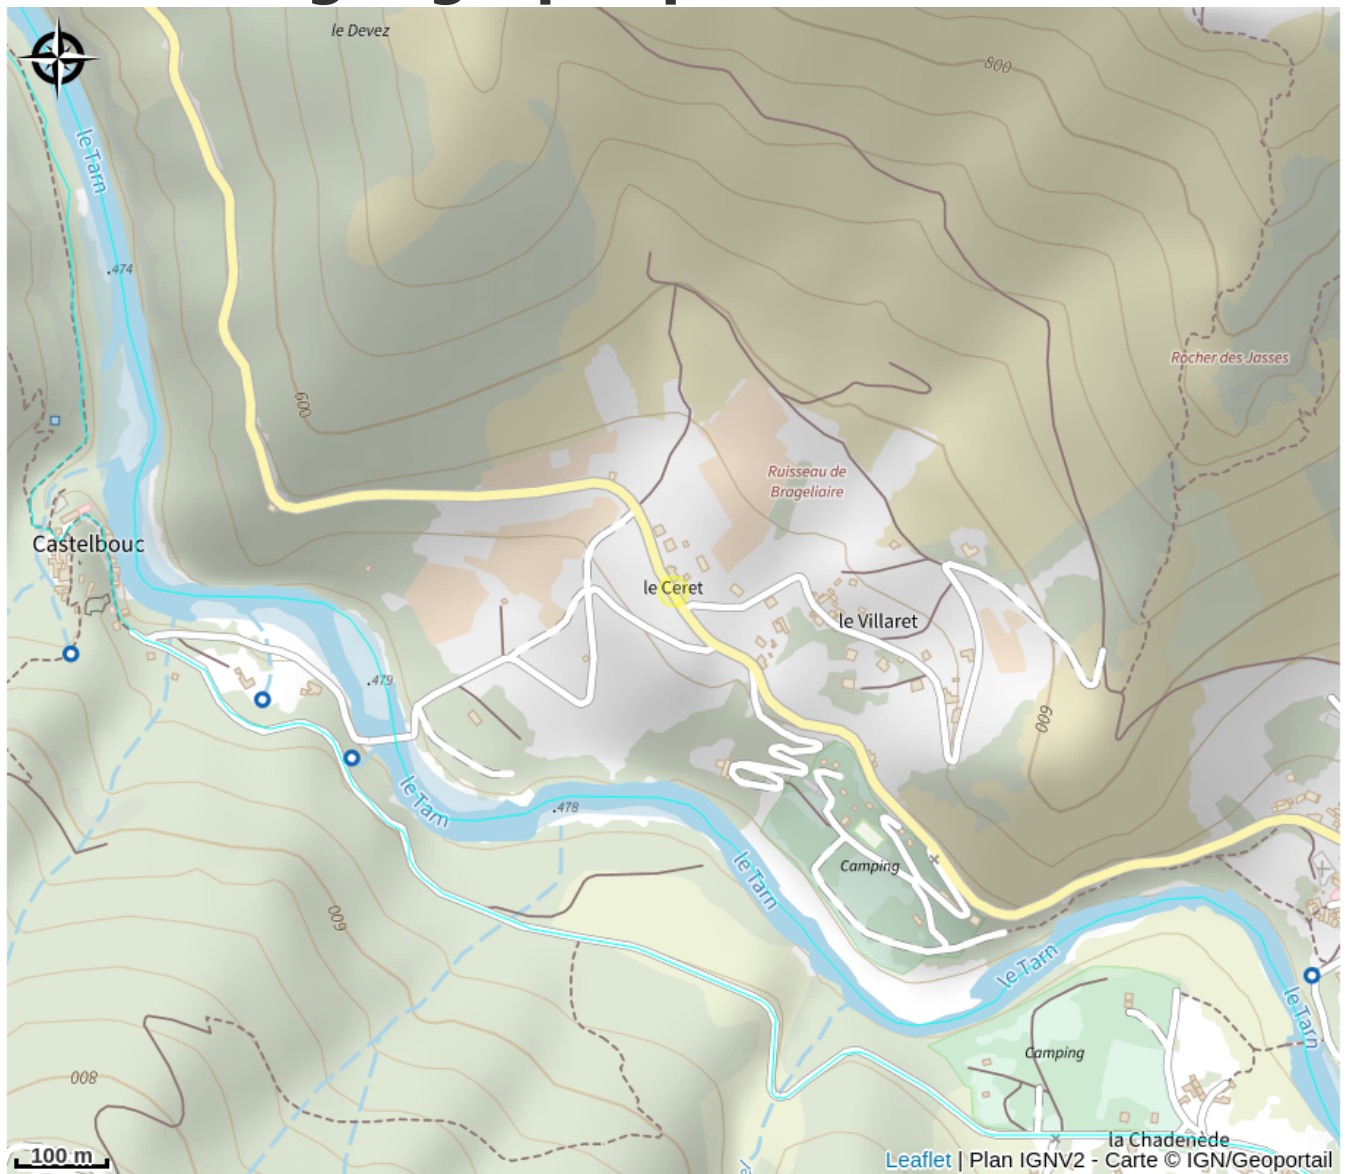 le Devez
800
le Tarn
.474
Rocher des Jasses
600
Ruisseau de
Brageliaire
Castelbouc
le Ceret
le Villaret
.479
600
le Tarn
.478
le Tarn
Camping
600
le Tarn
le Tarn
Camping
800
la Chadenède
100 m
Leaflet | Plan IGNV2 - Carte © IGN/Geoportail